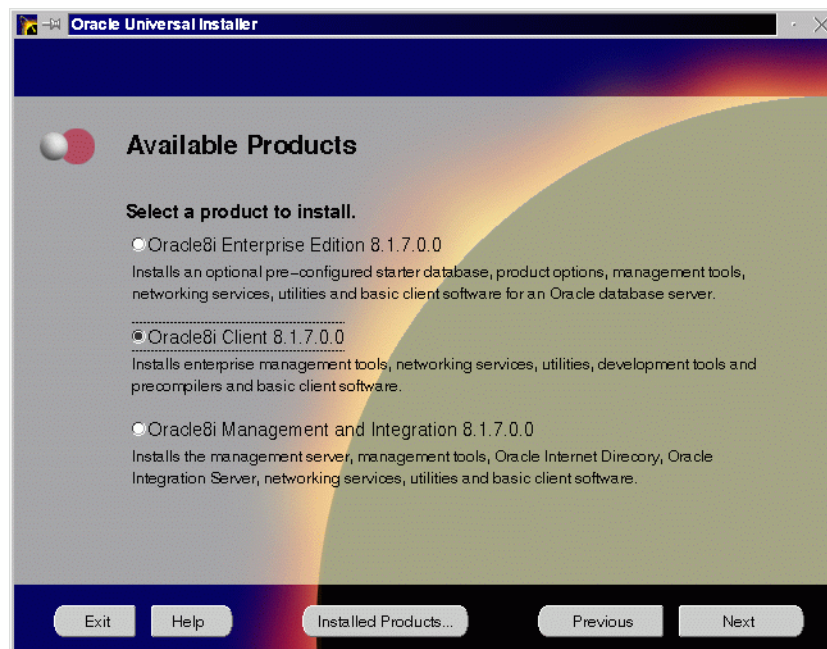 Oracle Universal Installer
Available Products
Select a product to install.
Oracle8i Enterprise Edition 8.1.7.0.0
Installs an optional pre-configured starter database, product options, management tools,
networking services, utilities and basic client software for an Oracle database server.
Oracle8i Client 8.1.7.0.0
Installs enterprise management tools, networking services, utilities, development tools and
precompilers and basic client software.
Oracle8i Management and Integration 8.1.7.0.0
Installs the management server, management tools, Oracle Internet Direcory, Oracle
Integration Server, networking services, utilities and basic client software.
Exit Help Installed Products... Previous Next